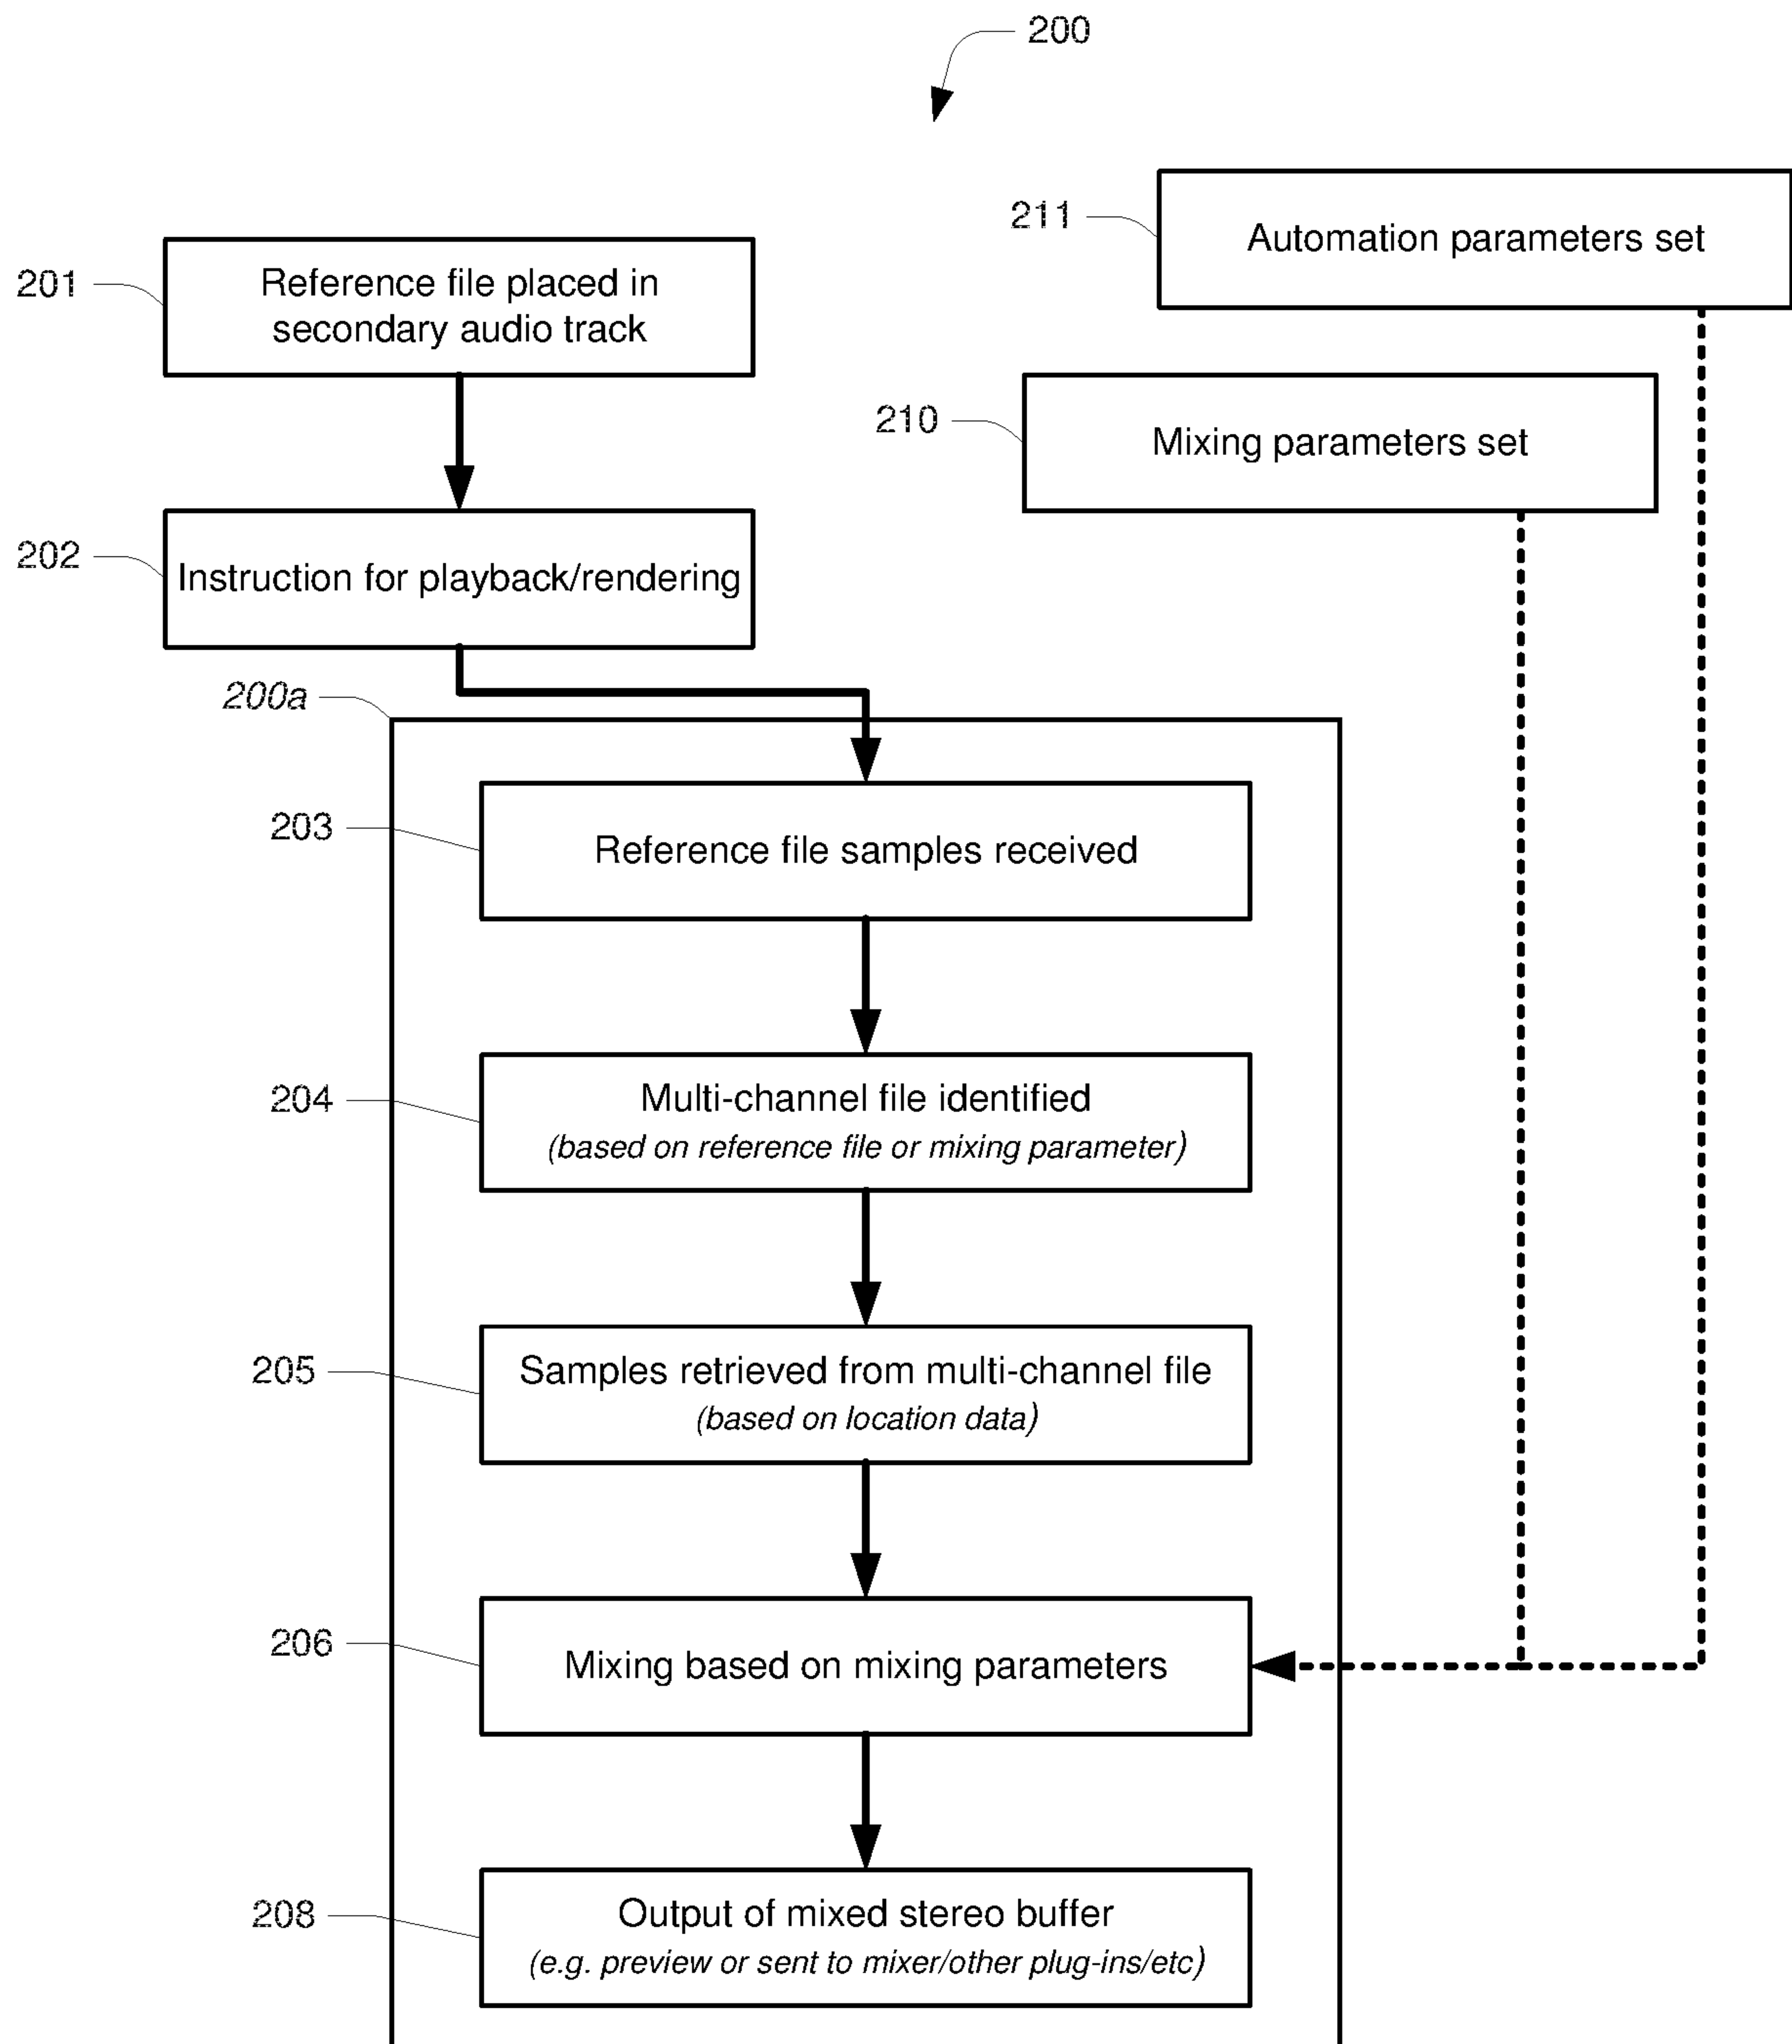 200
211
Automation parameters set
201
Reference file placed in
secondary audio track
210
Mixing parameters set
202
Instruction for playback/rendering
200a
203
Reference file samples received
204
Multi-channel file identified
(based on reference file or mixing parameter)
205
Samples retrieved from multi-channel file
(based on location data)
206
Mixing based on mixing parameters
208
Output of mixed stereo buffer
(e.g. preview or sent to mixer/other plug-ins/etc)